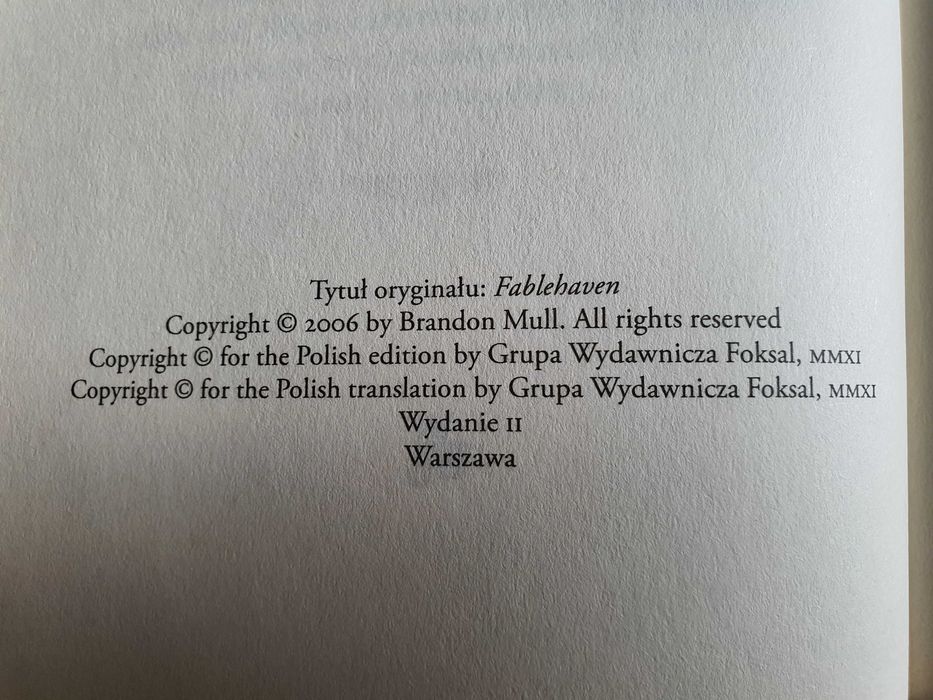 Tytuł oryginału: Fablehaven
Copyright © 2006 by Brandon Mull. All rights reserved
Copyright © for the Polish edition by Grupa Wydawnicza Foksal, MMXI
Copyright © for the Polish translation by Grupa Wydawnicza Foksal, MMXI
Wydanie II
Warszawa